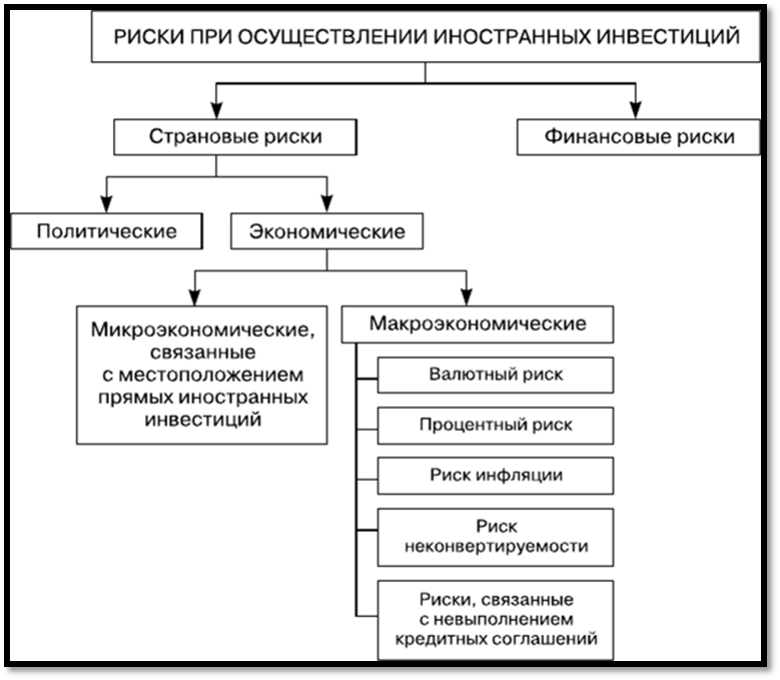 РИСКИ ПРИ ОСУЩЕСТВЛЕНИИ ИНОСТРАННЫХ ИНВЕСТИЦИЙ
Страновые риски
Финансовые риски
Политические
Экономические
Микроэкономические,
связанные
с местоположением
прямых иностранных
инвестиций
Макроэкономические
Валютный риск
Процентный риск
Риск инфляции
Риск
неконвертируемости
Риски, связанные
с невыполнением
кредитных соглашений